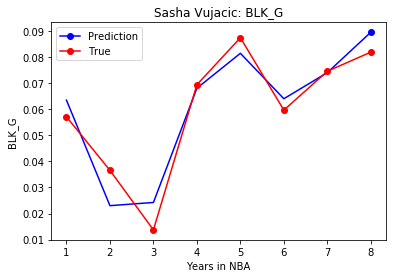 Sasha Vujacic: BLK_G
Prediction
True
0.09
0.08
0.07
0.06
0.05
0.04
0.03
0.02
0.01
BLK_G
1 2 3 4 5 6 7 8
Years in NBA